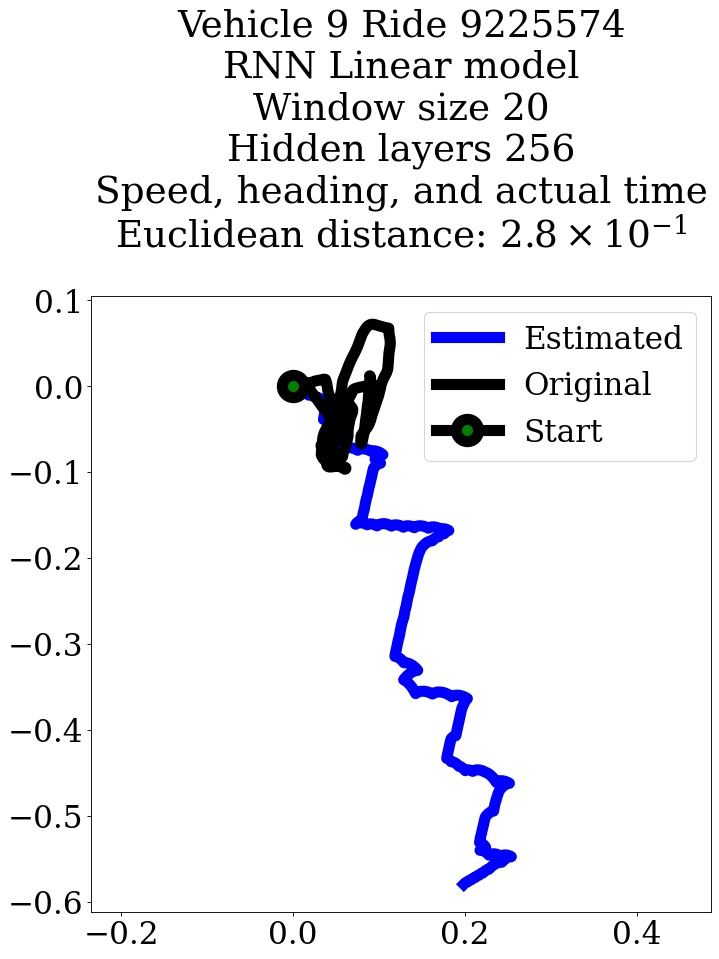 Vehicle 9 Ride 9225574
RNN Linear model
Window size 20
Hidden layers 256
Speed, heading, and actual time
Euclidean distance: 2.8 × 10⁻¹
Estimated
Original
Start
0.1
0.0
−0.1
−0.2
−0.3
−0.4
−0.5
−0.6
−0.2 0.0 0.2 0.4